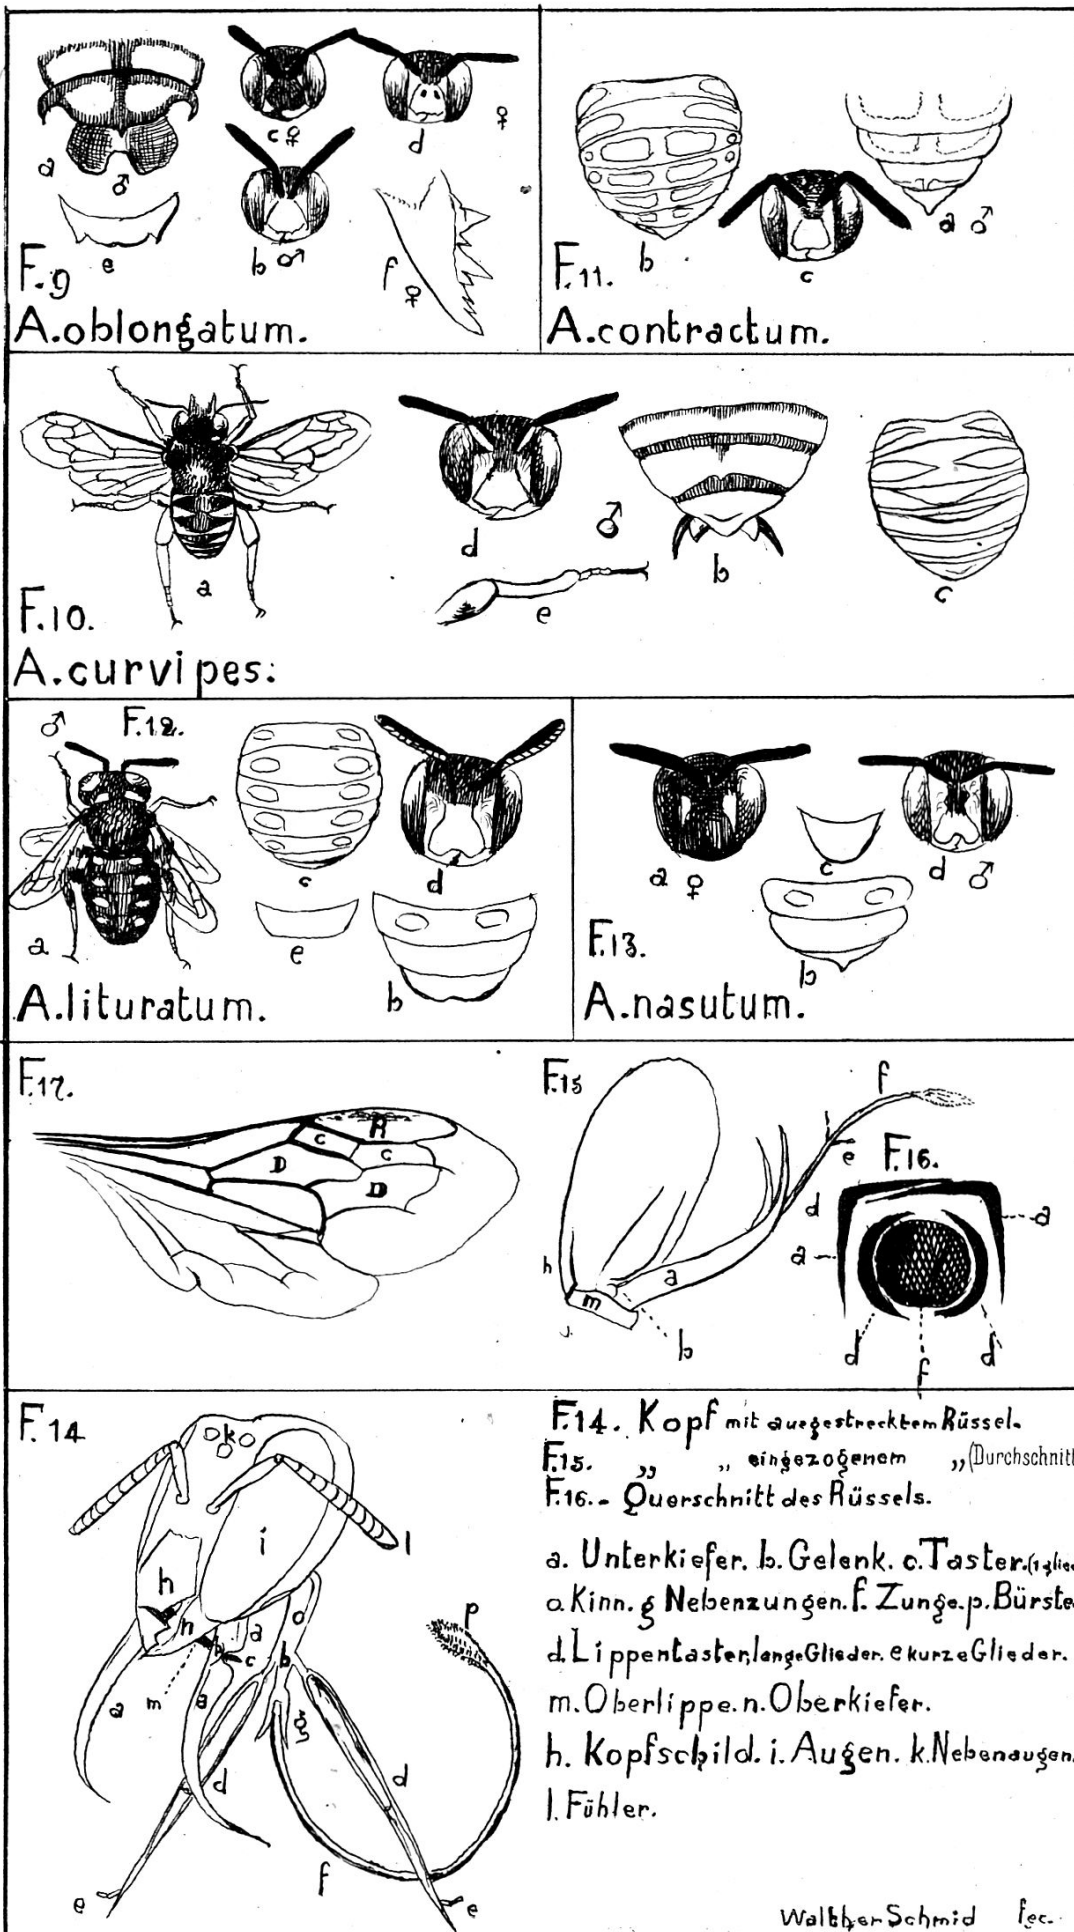 a
♂
c ♀
d
♀
e
b ♂
f
♀
F.9
A.oblongatum.
b
c
a ♂
F.11.
A.contractum.
a
d
♂
b
c
e
F.10.
A.curvipes.
♂
F.12.
a
c
d
e
b
A.lituratum.
a ♀
c
d ♂
b
F.13.
A.nasutum.
F.17.
R
c
c
D
D
F.15
f
e
h
a
m
b
F.16.
d
a
a
d
f
d
F.14
k
l
i
h
n
o
a
b
c
b
m
a
a
g
p
d
d
f
e
e
F.14. Kopf mit ausgestrecktem Rüssel.
F.15. „ „ eingezogenem „ (Durchschnitt
F.16.- Querschnitt des Rüssels.
a. Unterkiefer. b. Gelenk. c. Taster. (1 glied
o. Kinn. g Nebenzungen. f. Zunge. p. Bürste
d Lippentaster, lange Glieder. e kurze Glieder.
m. Oberlippe. n. Oberkiefer.
h. Kopfschild. i. Augen. k. Nebenaugen.
l. Fühler.
Walther Schmid fec.